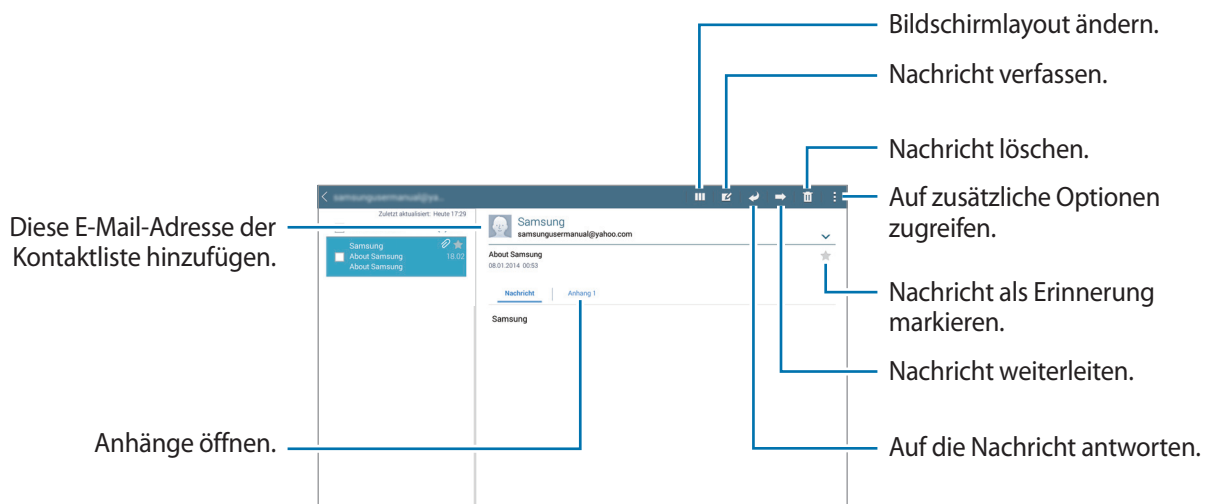 Bildschirmlayout ändern.
Nachricht verfassen.
Nachricht löschen.
Auf zusätzliche Optionen
zugreifen.
Diese E-Mail-Adresse der
Kontaktliste hinzufügen.
Zuletzt aktualisiert: Heute 17:29
Samsung
About Samsung 18.02
About Samsung
Samsung
samsungusermanual@yahoo.com
About Samsung
08.01.2014 00:53
Nachricht Anhang 1
Samsung
Nachricht als Erinnerung
markieren.
Nachricht weiterleiten.
Anhänge öffnen.
Auf die Nachricht antworten.